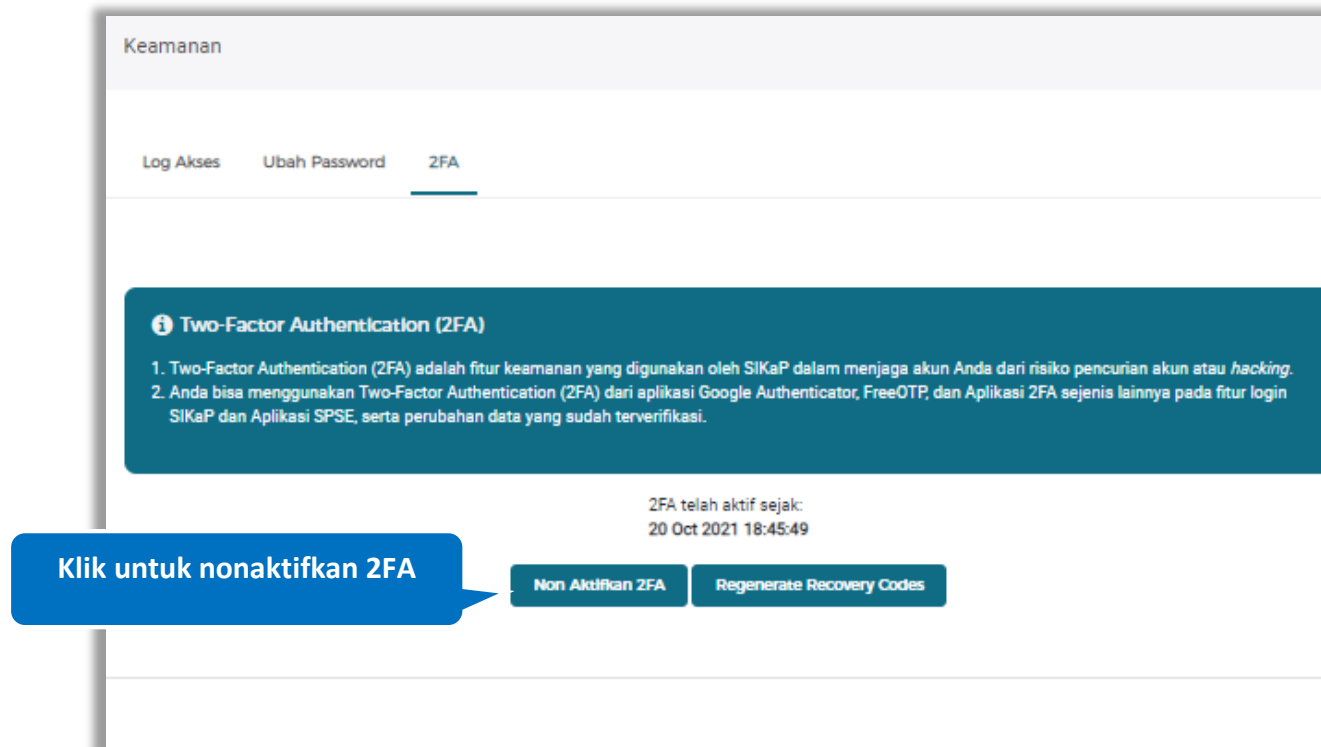 Keamanan
Log Akses Ubah Password 2FA
Two-Factor Authentication (2FA)
1. Two-Factor Authentication (2FA) adalah fitur keamanan yang digunakan oleh SIKaP dalam menjaga akun Anda dari risiko pencurian akun atau hacking.
2. Anda bisa menggunakan Two-Factor Authentication (2FA) dari aplikasi Google Authenticator, FreeOTP, dan Aplikasi 2FA sejenis lainnya pada fitur login
SIKaP dan Aplikasi SPSE, serta perubahan data yang sudah terverifikasi.
2FA telah aktif sejak:
20 Oct 2021 18:45:49
Klik untuk nonaktifkan 2FA
Non Aktifkan 2FA Regenerate Recovery Codes